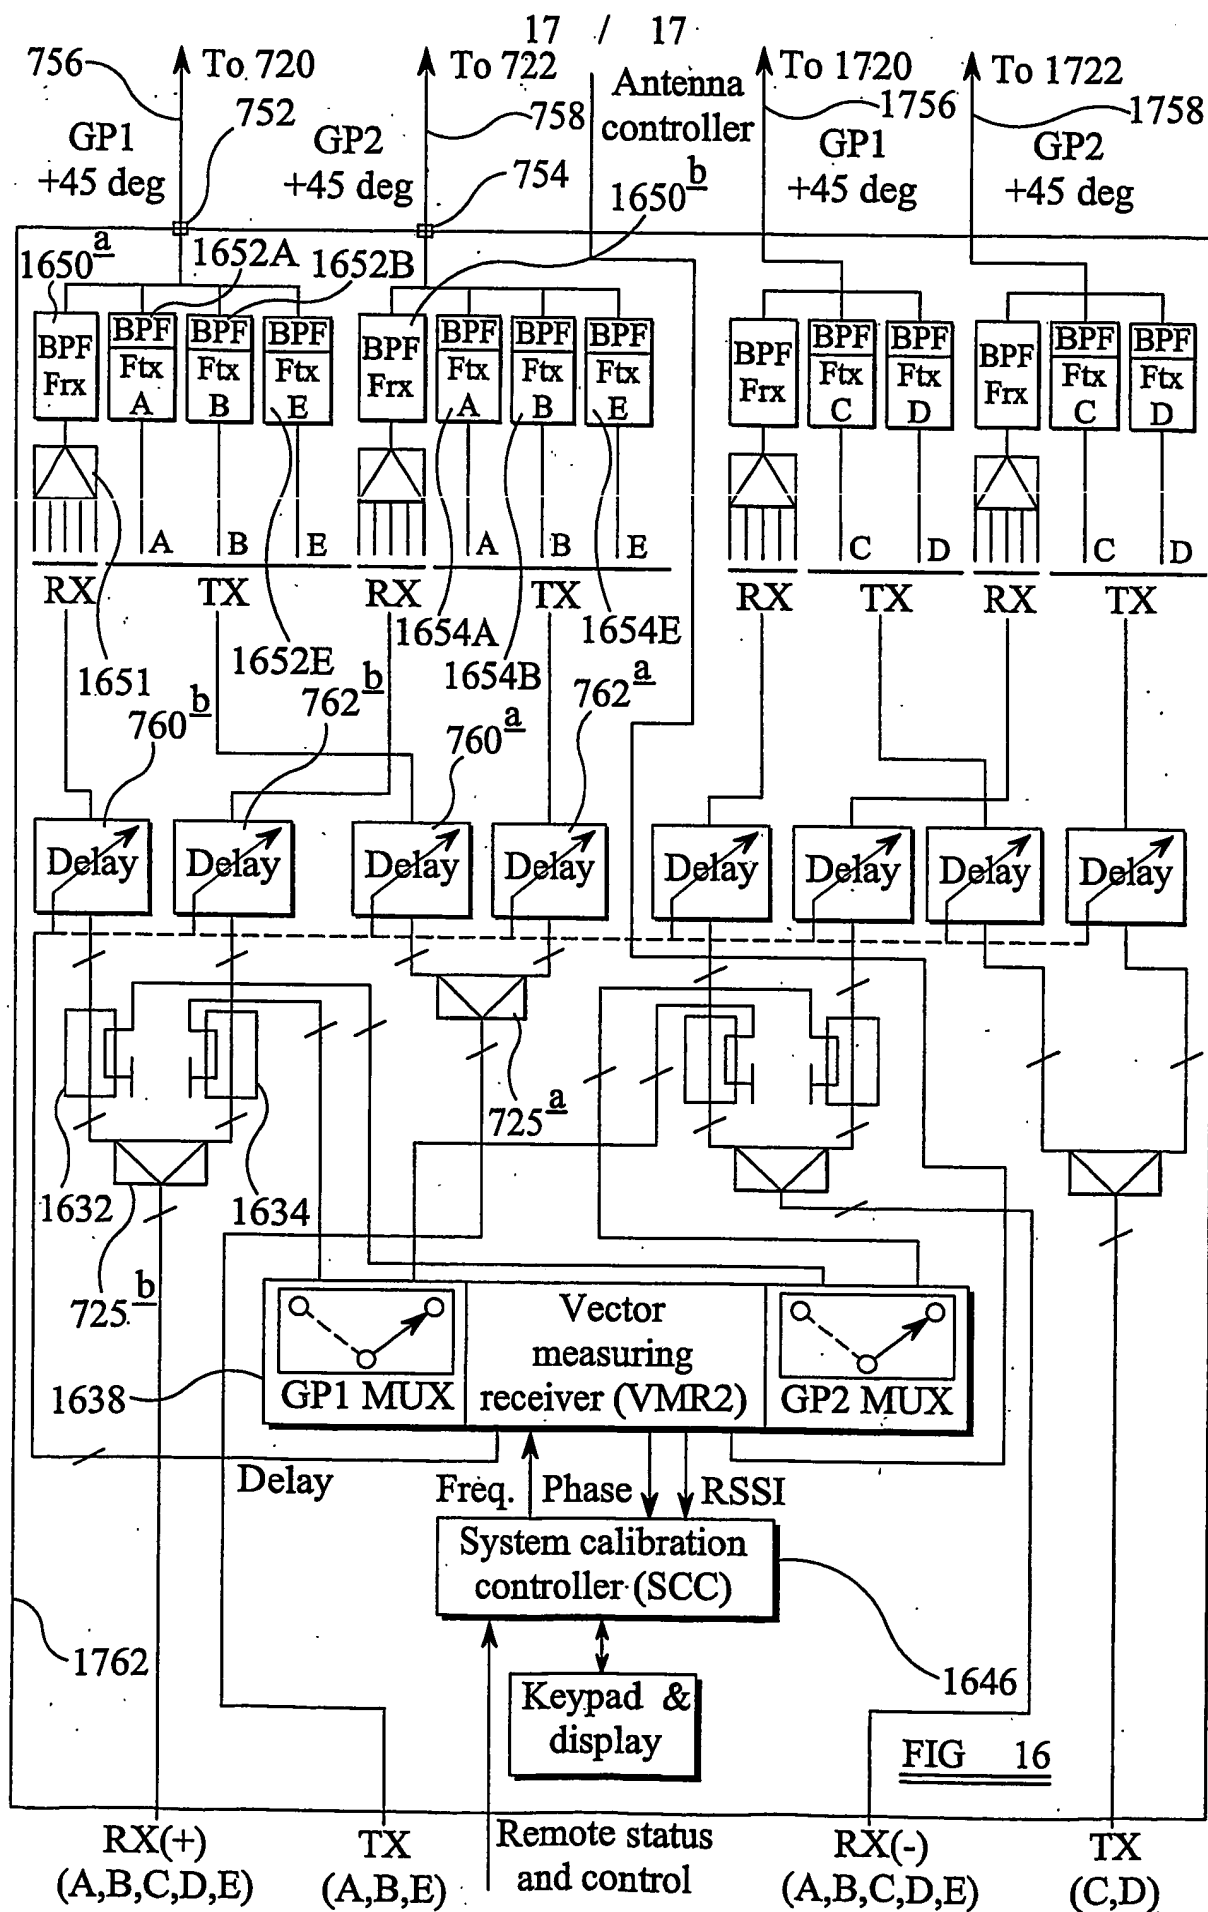 17 / 17
756
To 720
752
GP1
+45 deg
To 722
758
GP2
+45 deg
754
Antenna
controller
1650b
To 1720
1756
GP1
+45 deg
To 1722
1758
GP2
+45 deg
1650a
1652A
1652B
BPF
Frx
BPF
Ftx
A
BPF
Ftx
B
BPF
Ftx
E
BPF
Frx
BPF
Ftx
A
BPF
Ftx
B
BPF
Ftx
E
BPF
Frx
BPF
Ftx
C
BPF
Ftx
D
BPF
Frx
BPF
Ftx
C
BPF
Ftx
D
A B E A B E C D C D
RX TX RX TX RX TX RX TX
1651
1652E
1654A
1654B
1654E
760b
762b
760a
762a
Delay Delay Delay Delay Delay Delay Delay Delay
725a
1632
1634
725b
1638
GP1 MUX
Vector
measuring
receiver (VMR2)
GP2 MUX
Delay
Freq. Phase RSSI
System calibration
controller (SCC)
1762
1646
Keypad &
display
FIG 16
RX(+)
(A,B,C,D,E)
TX
(A,B,E)
Remote status
and control
RX(-)
(A,B,C,D,E)
TX
(C,D)